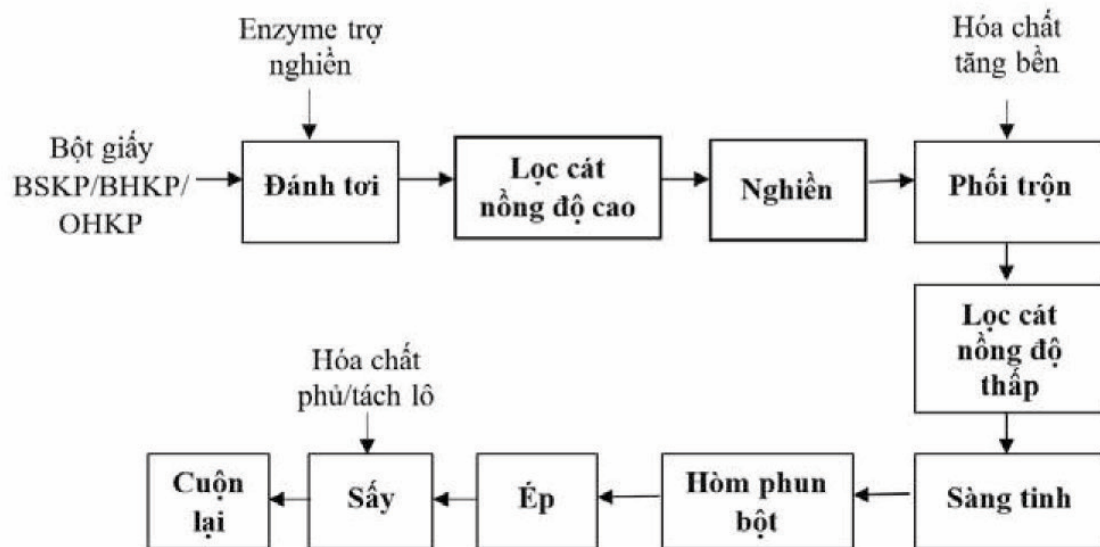 Enzyme trợ
nghiền
Hóa chất
tăng bền
Bột giấy
BSKP/BHKP/
OHKP
Đánh tơi
Lọc cát
nồng độ cao
Nghiền
Phối trộn
Lọc cát
nồng độ
thấp
Hóa chất
phủ/tách lô
Cuộn
lại
Sấy
Ép
Hòm phun
bột
Sàng tinh